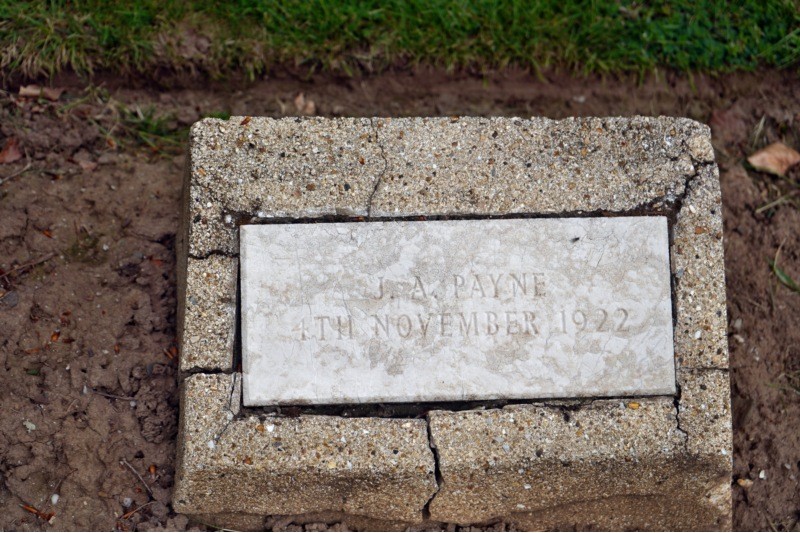 J. A. PAYNE
4TH NOVEMBER 1922